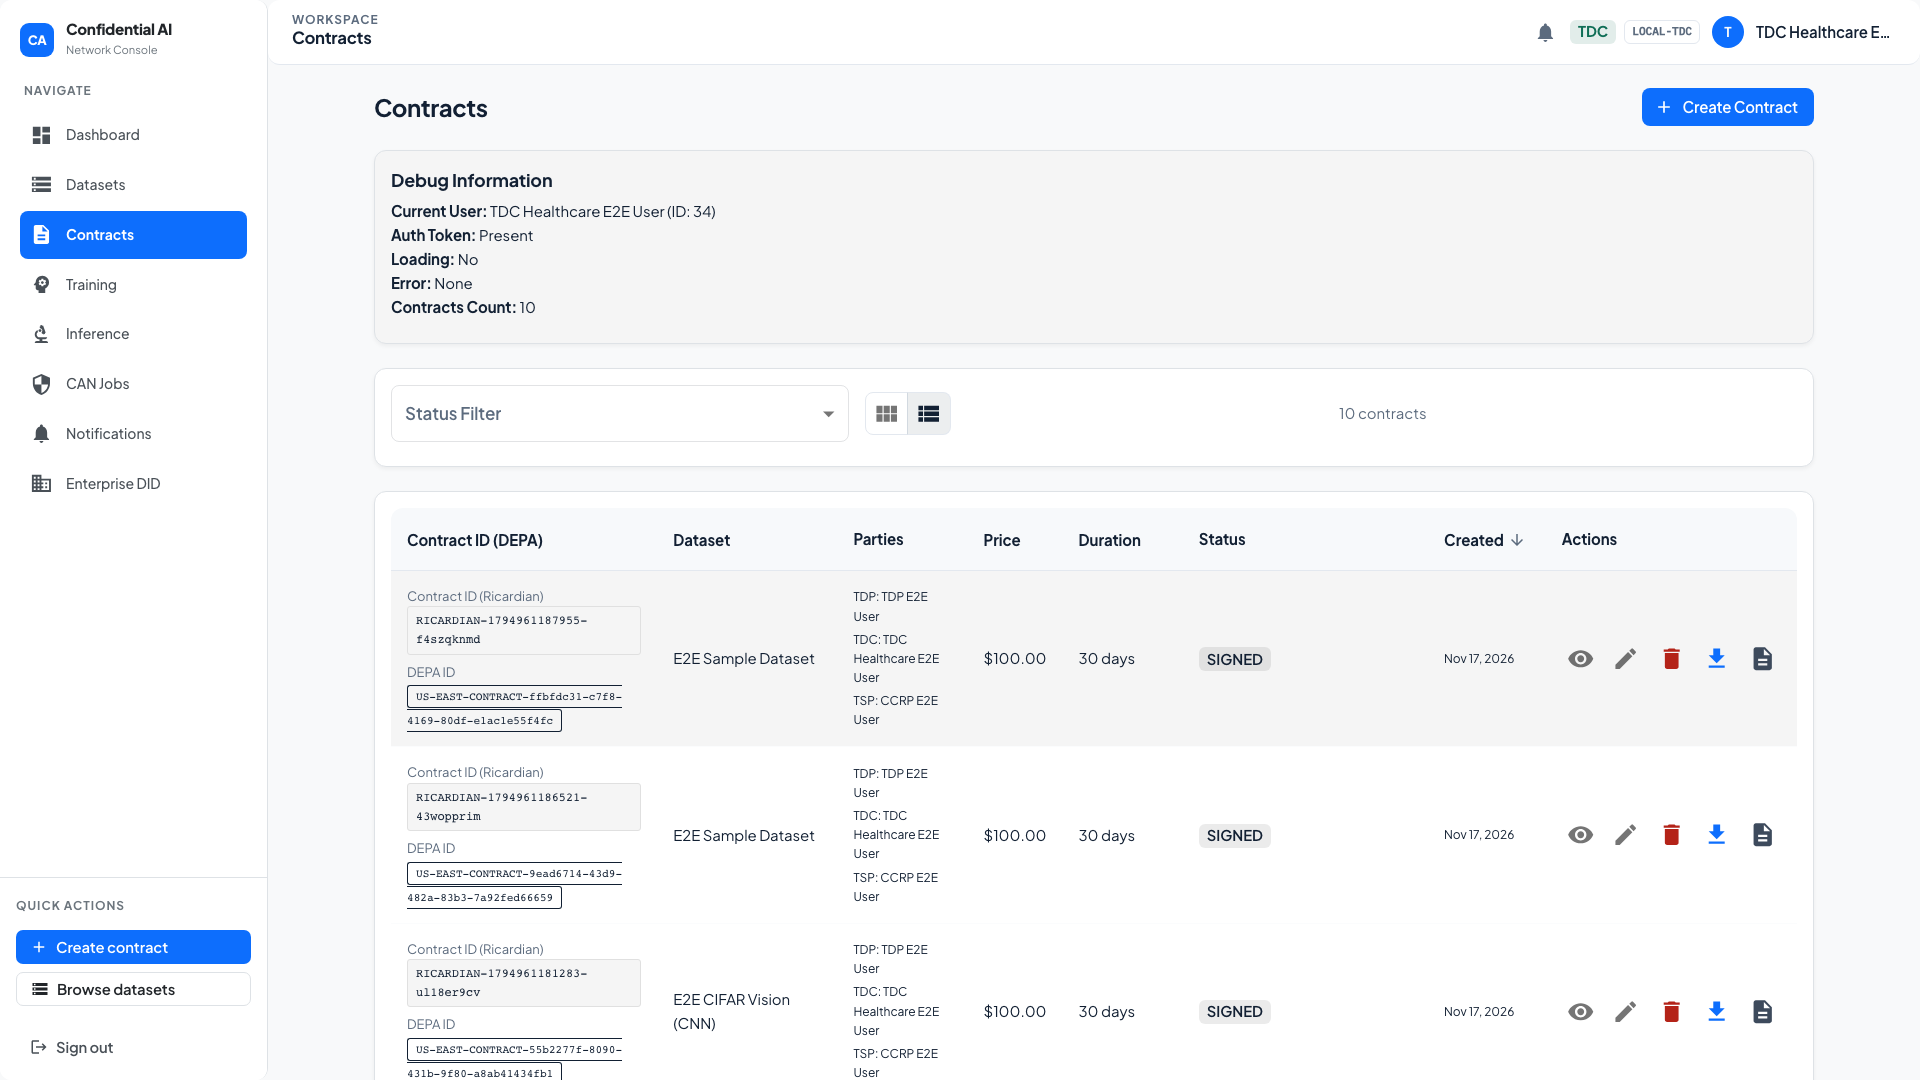 CA
Confidential AI
Network Console
NAVIGATE
Dashboard
Datasets
Contracts
Training
Inference
CAN Jobs
Notifications
Enterprise DID
QUICK ACTIONS
Create contract
Browse datasets
Sign out
WORKSPACE
Contracts
TDC
LOCAL-TDC
T
TDC Healthcare E...
Contracts
Create Contract
Debug Information
Current User: TDC Healthcare E2E User (ID: 34)
Auth Token: Present
Loading: No
Error: None
Contracts Count: 10
Status Filter
10 contracts
Contract ID (DEPA)
Dataset
Parties
Price
Duration
Status
Created
Actions
Contract ID (Ricardian)
RICARDIAN-1794961187955-
f4szqknmd
DEPA ID
US-EAST-CONTRACT-ffbfdc31-c7f8-
4169-80df-e1ac1e55f4fc
E2E Sample Dataset
TDP: TDP E2E
User
TDC: TDC
Healthcare E2E
User
TSP: CCRP E2E
User
$100.00
30 days
SIGNED
Nov 17, 2026
Contract ID (Ricardian)
RICARDIAN-1794961186521-
43wopprim
DEPA ID
US-EAST-CONTRACT-9ead6714-43d9-
482a-83b3-7a92fed66659
E2E Sample Dataset
TDP: TDP E2E
User
TDC: TDC
Healthcare E2E
User
TSP: CCRP E2E
User
$100.00
30 days
SIGNED
Nov 17, 2026
Contract ID (Ricardian)
RICARDIAN-1794961181283-
ul18er9cv
DEPA ID
US-EAST-CONTRACT-55b2277f-8090-
431b-9f80-a8ab41434fb1
E2E CIFAR Vision
(CNN)
TDP: TDP E2E
User
TDC: TDC
Healthcare E2E
User
TSP: CCRP E2E
User
$100.00
30 days
SIGNED
Nov 17, 2026